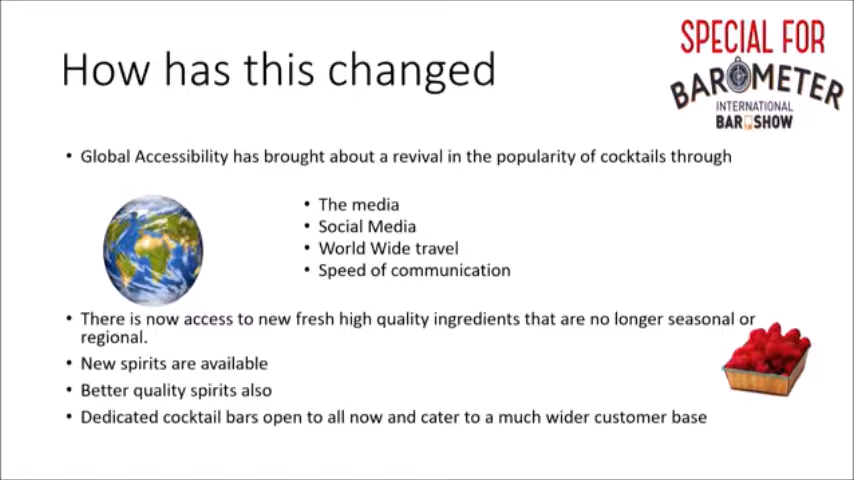 How has this changed
SPECIAL FOR
BAROMETER
INTERNATIONAL
BAR SHOW
• Global Accessibility has brought about a revival in the popularity of cocktails through
• The media
• Social Media
• World Wide travel
• Speed of communication
• There is now access to new fresh high quality ingredients that are no longer seasonal or
regional.
• New spirits are available
• Better quality spirits also
• Dedicated cocktail bars open to all now and cater to a much wider customer base